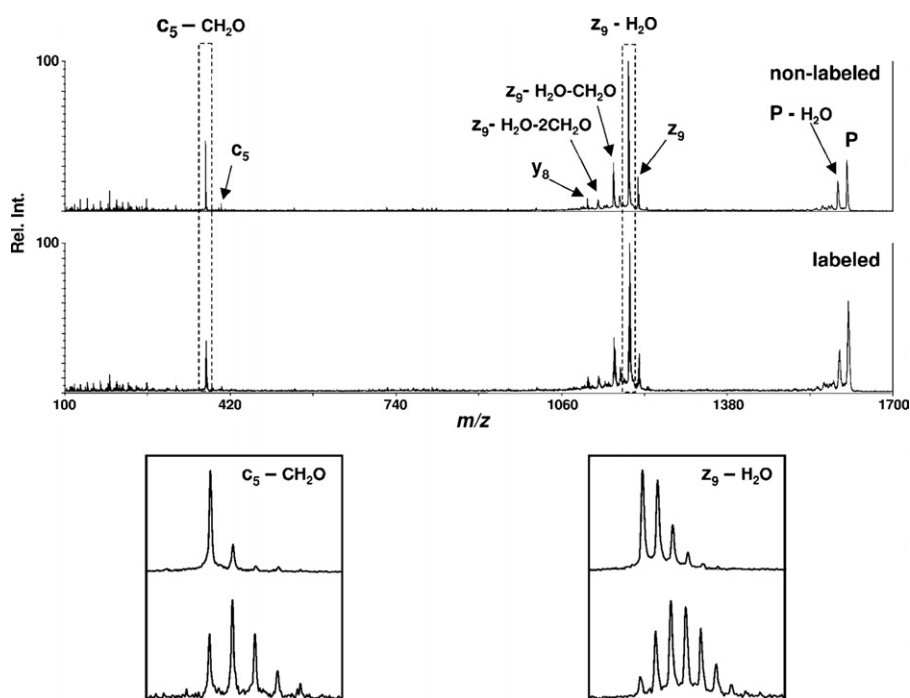 c₅ – CH₂O
z₉ - H₂O
100
non-labeled
z₉- H₂O-CH₂O
P - H₂O
z₉- H₂O-2CH₂O
P
z₉
c₅
y₈
Rel. Int.
100
labeled
100
420
740
1060
1380
1700
m/z
c₅ – CH₂O
z₉ – H₂O